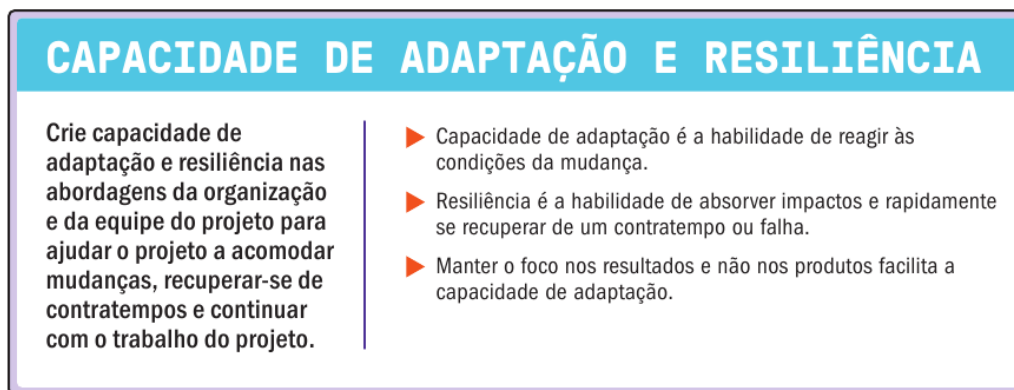 CAPACIDADE DE ADAPTAÇÃO E RESILIÊNCIA
Crie capacidade de
adaptação e resiliência nas
abordagens da organização
e da equipe do projeto para
ajudar o projeto a acomodar
mudanças, recuperar-se de
contratempos e continuar
com o trabalho do projeto.
Capacidade de adaptação é a habilidade de reagir às
condições da mudança.
Resiliência é a habilidade de absorver impactos e rapidamente
se recuperar de um contratempo ou falha.
Manter o foco nos resultados e não nos produtos facilita a
capacidade de adaptação.